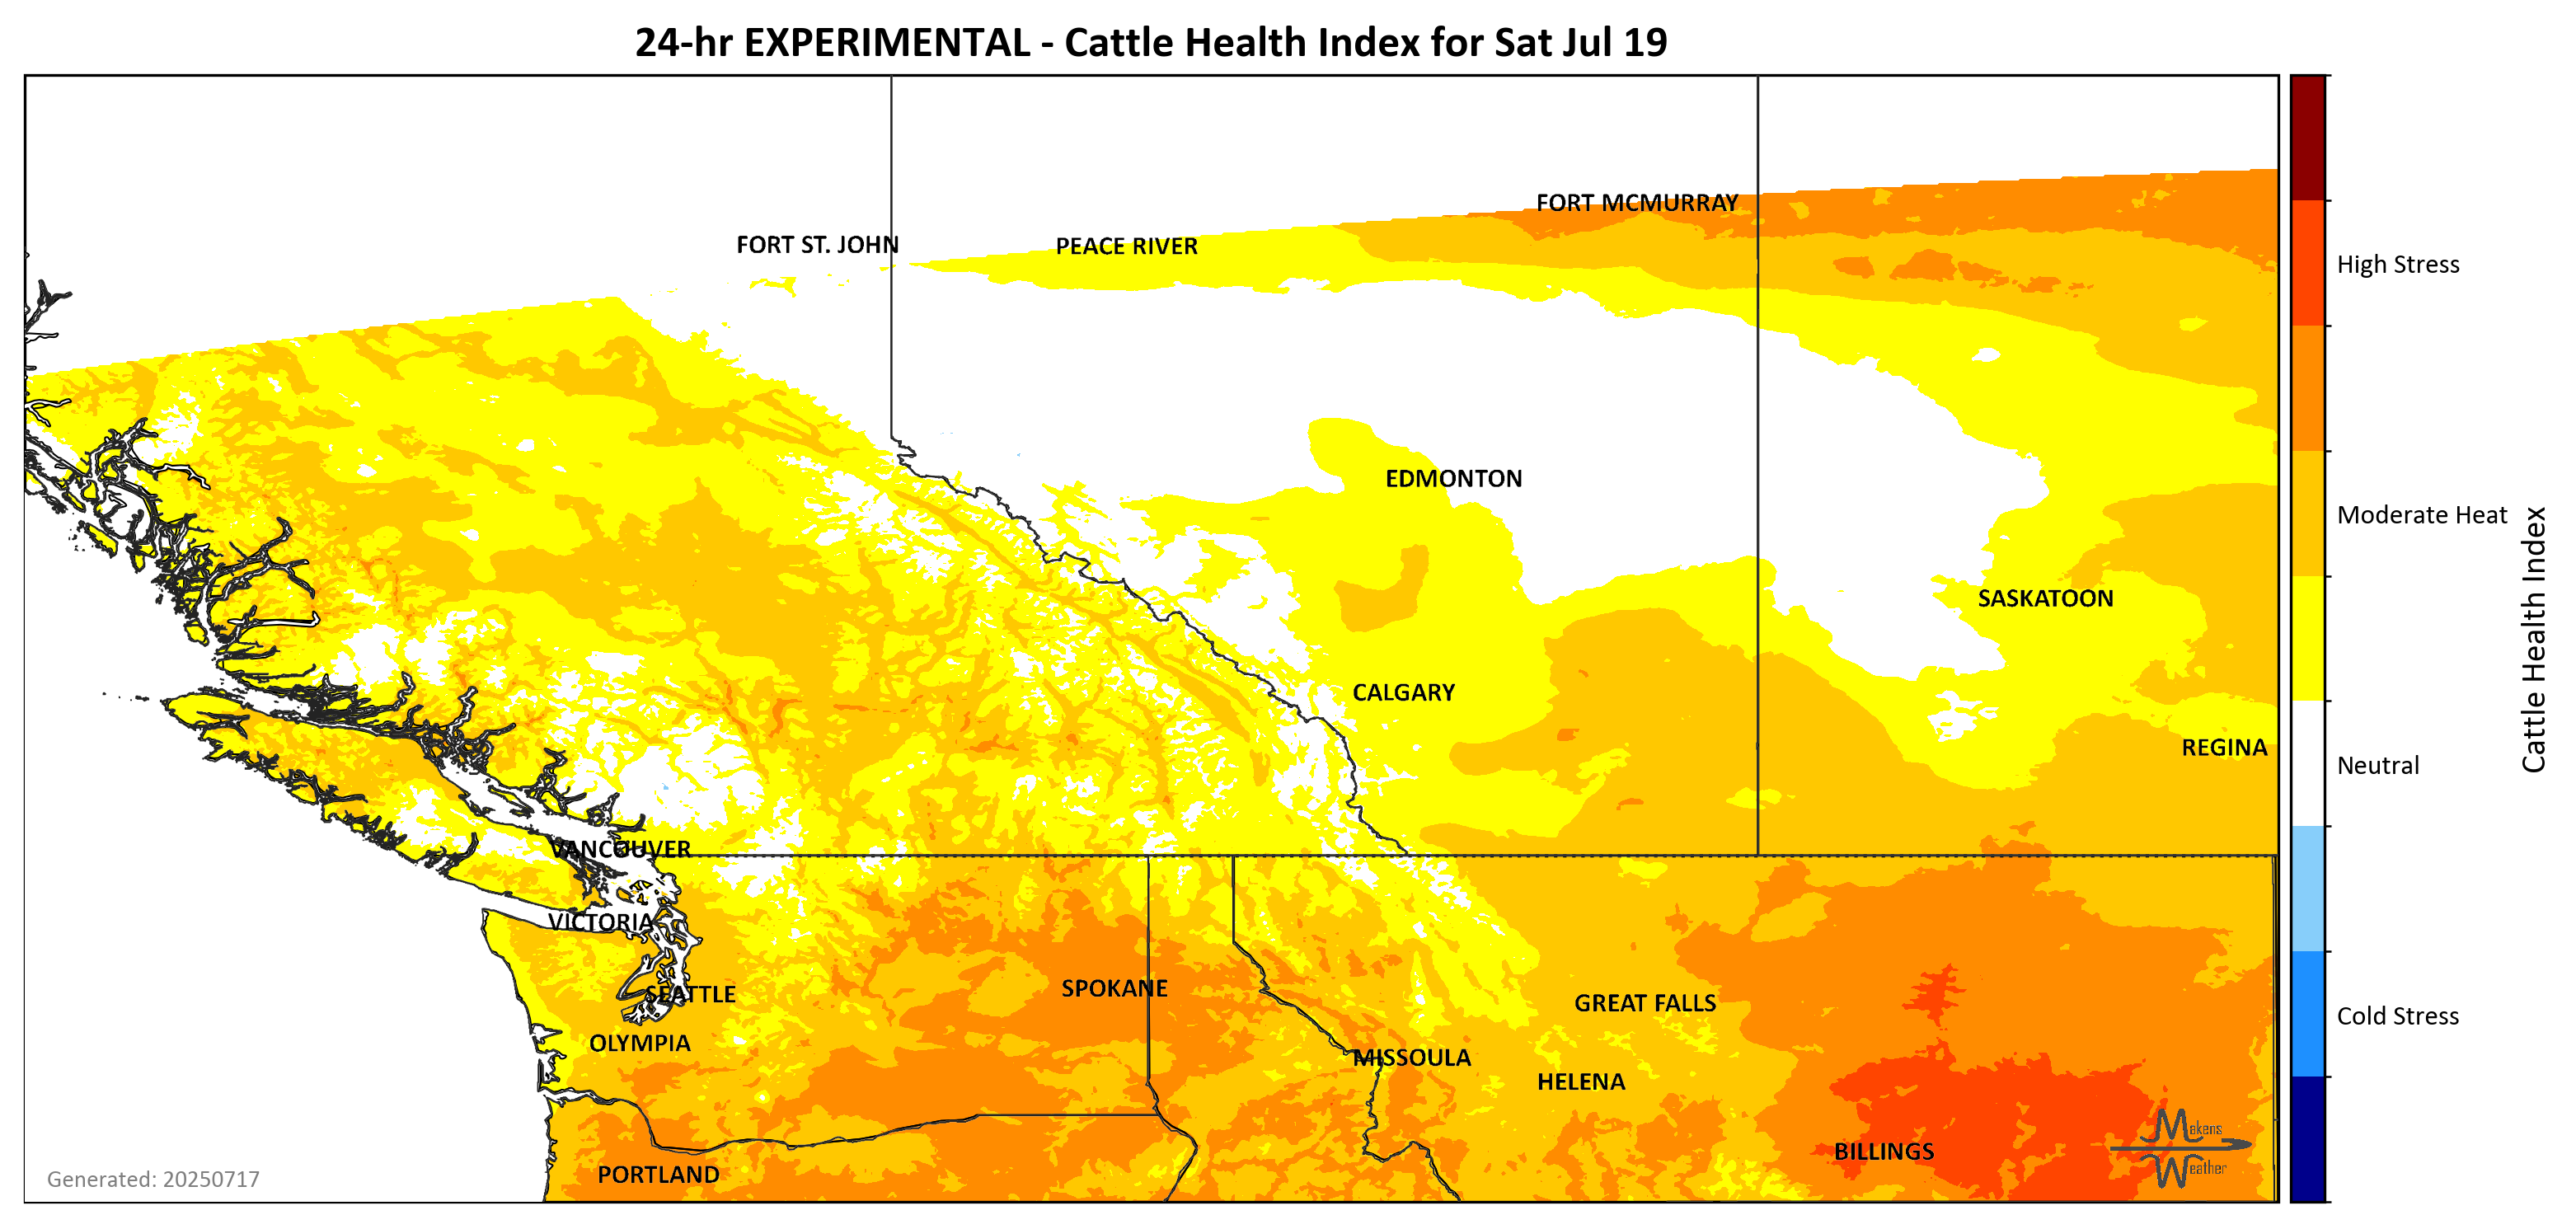 24-hr EXPERIMENTAL - Cattle Health Index for Sat Jul 19
FORT MCMURRAY
FORT ST. JOHN
PEACE RIVER
High Stress
EDMONTON
Moderate Heat
SASKATOON
Cattle Health Index
CALGARY
REGINA
Neutral
VANCOUVER
VICTORIA
SPOKANE
SEATTLE
GREAT FALLS
Cold Stress
OLYMPIA
MISSOULA
HELENA
Makens
Weather
BILLINGS
PORTLAND
Generated: 20250717